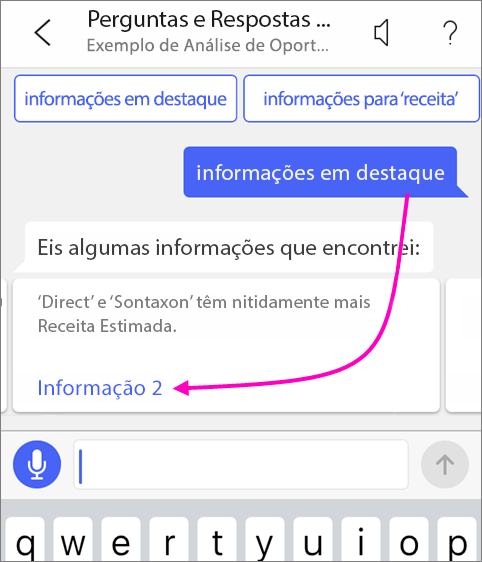 Perguntas e Respostas ...
Exemplo de Análise de Oport...
?
informações em destaque
informações para ‘receita’
informações em destaque
Eis algumas informações que encontrei:
‘Direct’ e ‘Sontaxon’ têm nitidamente mais
Receita Estimada.
Informação 2
q w e r t y u i o p